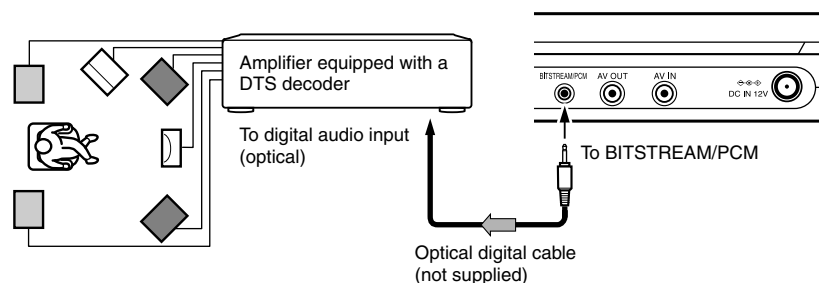 Amplifier equipped with a
DTS decoder
To digital audio input
(optical)
BITSTREAM/PCM
AV OUT
AV IN
DC IN 12V
To BITSTREAM/PCM
Optical digital cable
(not supplied)